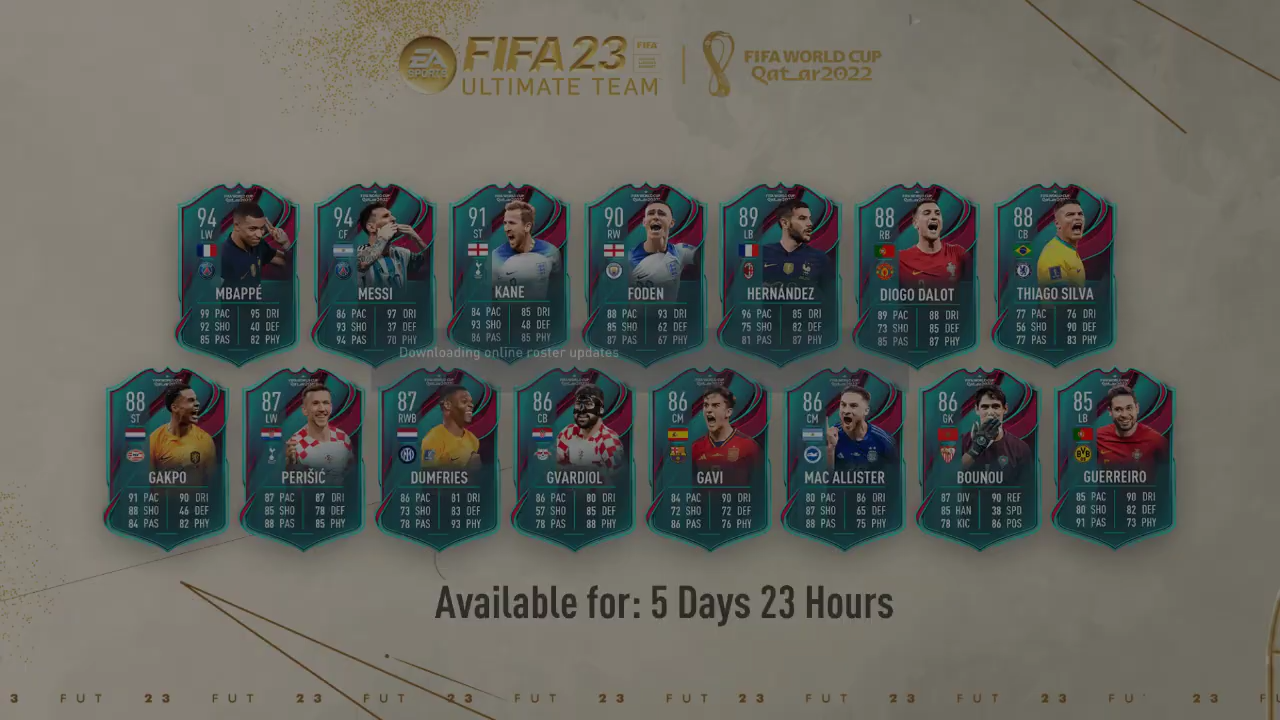 EA SPORTS FIFA 23 FIFA FIFA WORLD CUP
ULTIMATE TEAM Qatar2022
94 94 91 90 89 88 88
LW CF ST RW LB RB CB
MBAPPÉ MESSI KANE FODEN HERNÁNDEZ DIOGO DALOT THIAGO SILVA
99 PAC 95 DRI 86 PAC 97 DRI 84 PAC 85 DRI 88 PAC 93 DRI 96 PAC 85 DRI 89 PAC 88 DRI 77 PAC 76 DRI
92 SHO 40 DEF 93 SHO 37 DEF 93 SHO 48 DEF 85 SHO 62 DEF 75 SHO 82 DEF 73 SHO 85 DEF 56 SHO 90 DEF
85 PAS 82 PHY 94 PAS 70 PHY 86 PAS 85 PHY 87 PAS 67 PHY 81 PAS 87 PHY 85 PAS 87 PHY 77 PAS 83 PHY
Downloading online roster updates
88 87 87 86 86 86 86 85
ST LW RWB CB CM CM GK LB
GAKPO PERIŠIĆ DUMFRIES GVARDIOL GAVI MAC ALLISTER BOUNOU GUERREIRO
91 PAC 90 DRI 87 PAC 87 DRI 86 PAC 81 DRI 86 PAC 80 DRI 84 PAC 90 DRI 80 PAC 86 DRI 87 DIV 90 REF 85 PAC 90 DRI
88 SHO 46 DEF 85 SHO 78 DEF 73 SHO 83 DEF 57 SHO 85 DEF 72 SHO 72 DEF 87 SHO 65 DEF 85 HAN 38 SPD 80 SHO 82 DEF
84 PAS 82 PHY 88 PAS 85 PHY 78 PAS 93 PHY 78 PAS 88 PHY 86 PAS 76 PHY 88 PAS 75 PHY 78 KIC 86 POS 91 PAS 73 PHY
Available for: 5 Days 23 Hours
3 FUT 23 FUT 23 FUT 23 FUT 23 FUT 23 FUT 23 FUT 23 FU 23